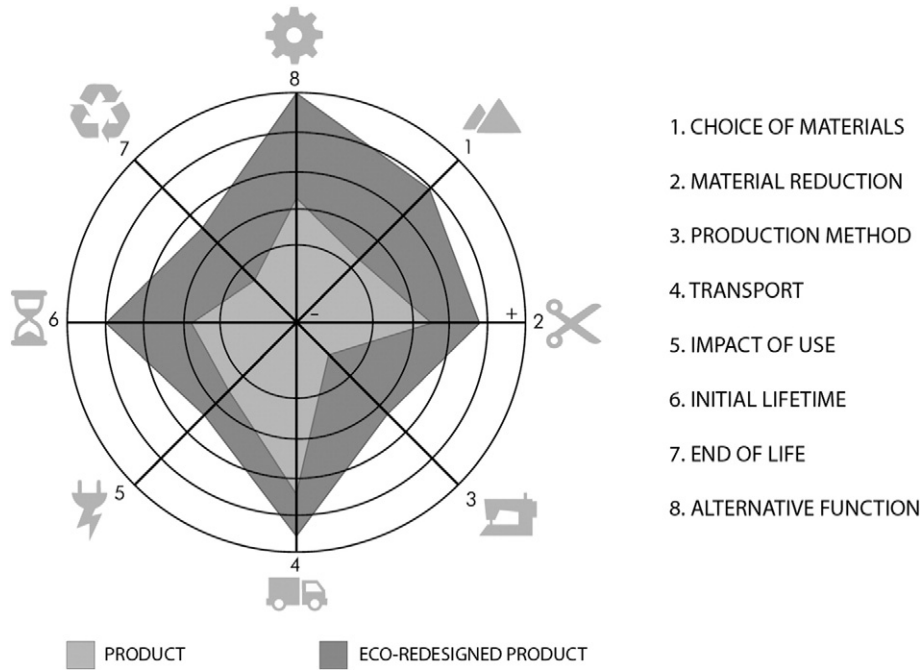 8
7
1
6
-
+
2
5
3
4
1. CHOICE OF MATERIALS
2. MATERIAL REDUCTION
3. PRODUCTION METHOD
4. TRANSPORT
5. IMPACT OF USE
6. INITIAL LIFETIME
7. END OF LIFE
8. ALTERNATIVE FUNCTION
PRODUCT
ECO-REDESIGNED PRODUCT